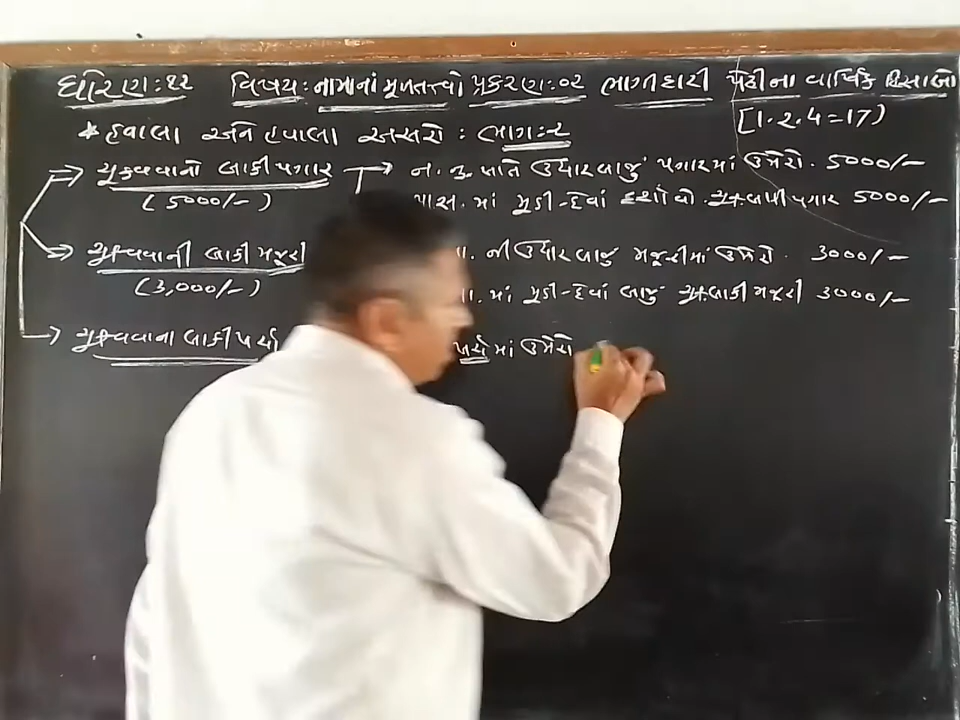 ધોરણ:૧૨ વિષય: નામાનાં મૂળતત્ત્વો પ્રકરણ:૦૨ ભાગીદારી પેઢીના વાર્ષિક હિસાબો
[1.2.4=17)
* હવાલા અને હવાલા અસરો : ભાગ:-૨
ચૂકવવાનો બાકી પગાર → ન.નુ. ખાતે ઉધાર બાજુ પગારમાં ઉમેરો. 5000/-
(5000/-) માં મૂડી-દેવાં દર્શાવો. પગાર 5000/-
ચૂકવવાની બાકી મજૂરી ની ઉધાર બાજુ મજૂરીમાં ઉમેરો. 3000/-
(3,000/-) માં મૂડી-દેવાં બાજુ ચૂ.બાકી મજૂરી 3000/-
ચૂકવવાના બાકી ખર્ચમાં ઉમેરો